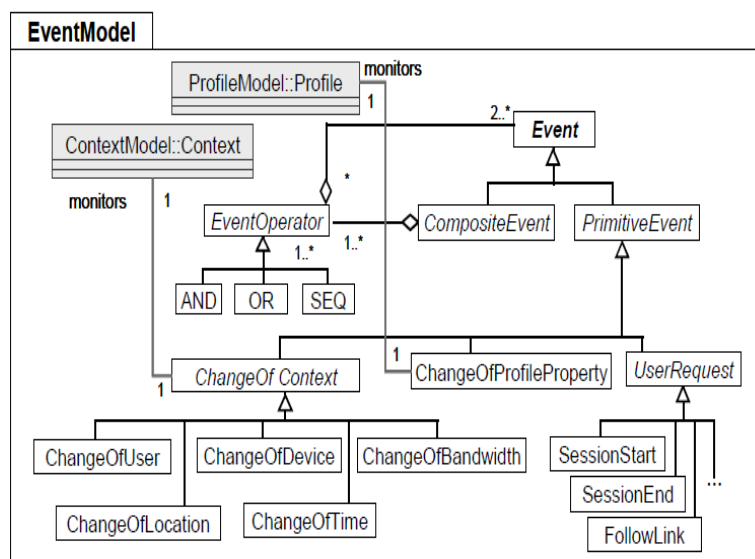 EventModel
ProfileModel::Profile
monitors
1
2..*
Event
ContextModel::Context
monitors
1
*
EventOperator
1..*
1..*
CompositeEvent
PrimitiveEvent
AND
OR
SEQ
1
ChangeOf Context
1
ChangeOfProfileProperty
UserRequest
ChangeOfUser
ChangeOfDevice
ChangeOfBandwidth
SessionStart
SessionEnd
...
ChangeOfLocation
ChangeOfTime
FollowLink